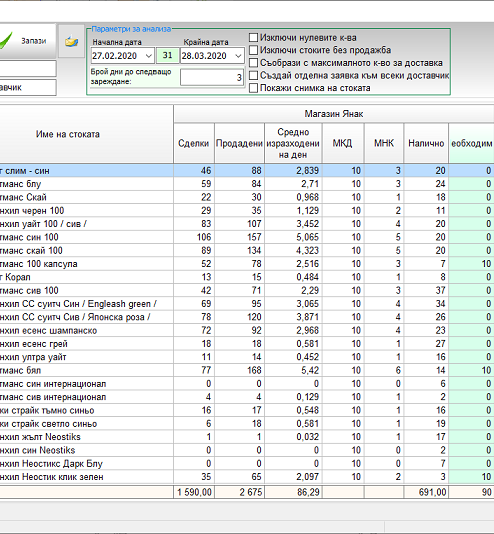 Запази
Параметри за анализа
Начална дата
Крайна дата
27.02.2020 31 28.03.2020
Брой дни до следващо
зареждане: 3
Изключи нулевите к-ва
Изключи стоките без продажба
Съобрази с максималното к-во за доставка
Създай отделна заявка към всеки доставчик
Покажи снимка на стоката
авчик
Име на стоката
Магазин Янак
Сделки Продадени Средно
изразходени
на ден МКД МНК Налично еобходим
г слим - син 46 88 2,839 10 3 20 0
тманс блу 59 84 2,71 10 3 24 0
тманс Скай 22 30 0,968 10 1 18 0
нхил черен 100 29 35 1,129 10 2 11 0
нхил уайт 100 / сив / 83 107 3,452 10 4 20 0
тманс син 100 106 157 5,065 10 5 20 0
тманс скай 100 89 134 4,323 10 5 20 0
тманс 100 капсула 52 78 2,516 10 3 7 10
г Корал 13 15 0,484 10 1 8 0
тманс сив 100 42 71 2,29 10 3 37 0
нхил СС суитч Син / Engleash green / 69 95 3,065 10 4 34 0
нхил СС суитч Сив / Японска роза / 78 120 3,871 10 4 26 0
нхил есенс шампанско 72 92 2,968 10 4 23 0
нхил есенс грей 18 18 0,581 10 1 27 0
нхил ултра уайт 11 14 0,452 10 1 16 0
тманс бял 77 168 5,42 10 6 14 10
тманс син интернационал 0 0 0 10 0 6 0
тманс сив интернационал 4 4 0,129 10 1 2 0
ки страйк тъмно синьо 16 17 0,548 10 1 16 0
ки страйк светло синьо 6 18 0,581 10 1 19 0
нхил жълт Neostiks 1 1 0,032 10 1 17 0
нхил син Neostiks 0 0 0 10 0 2 0
нхил Неостикс Дарк Блу 0 0 0 10 0 7 0
нхил Неостик клик зелен 35 65 2,097 10 2 3 10
1 590,00 2 675 86,29 691,00 90